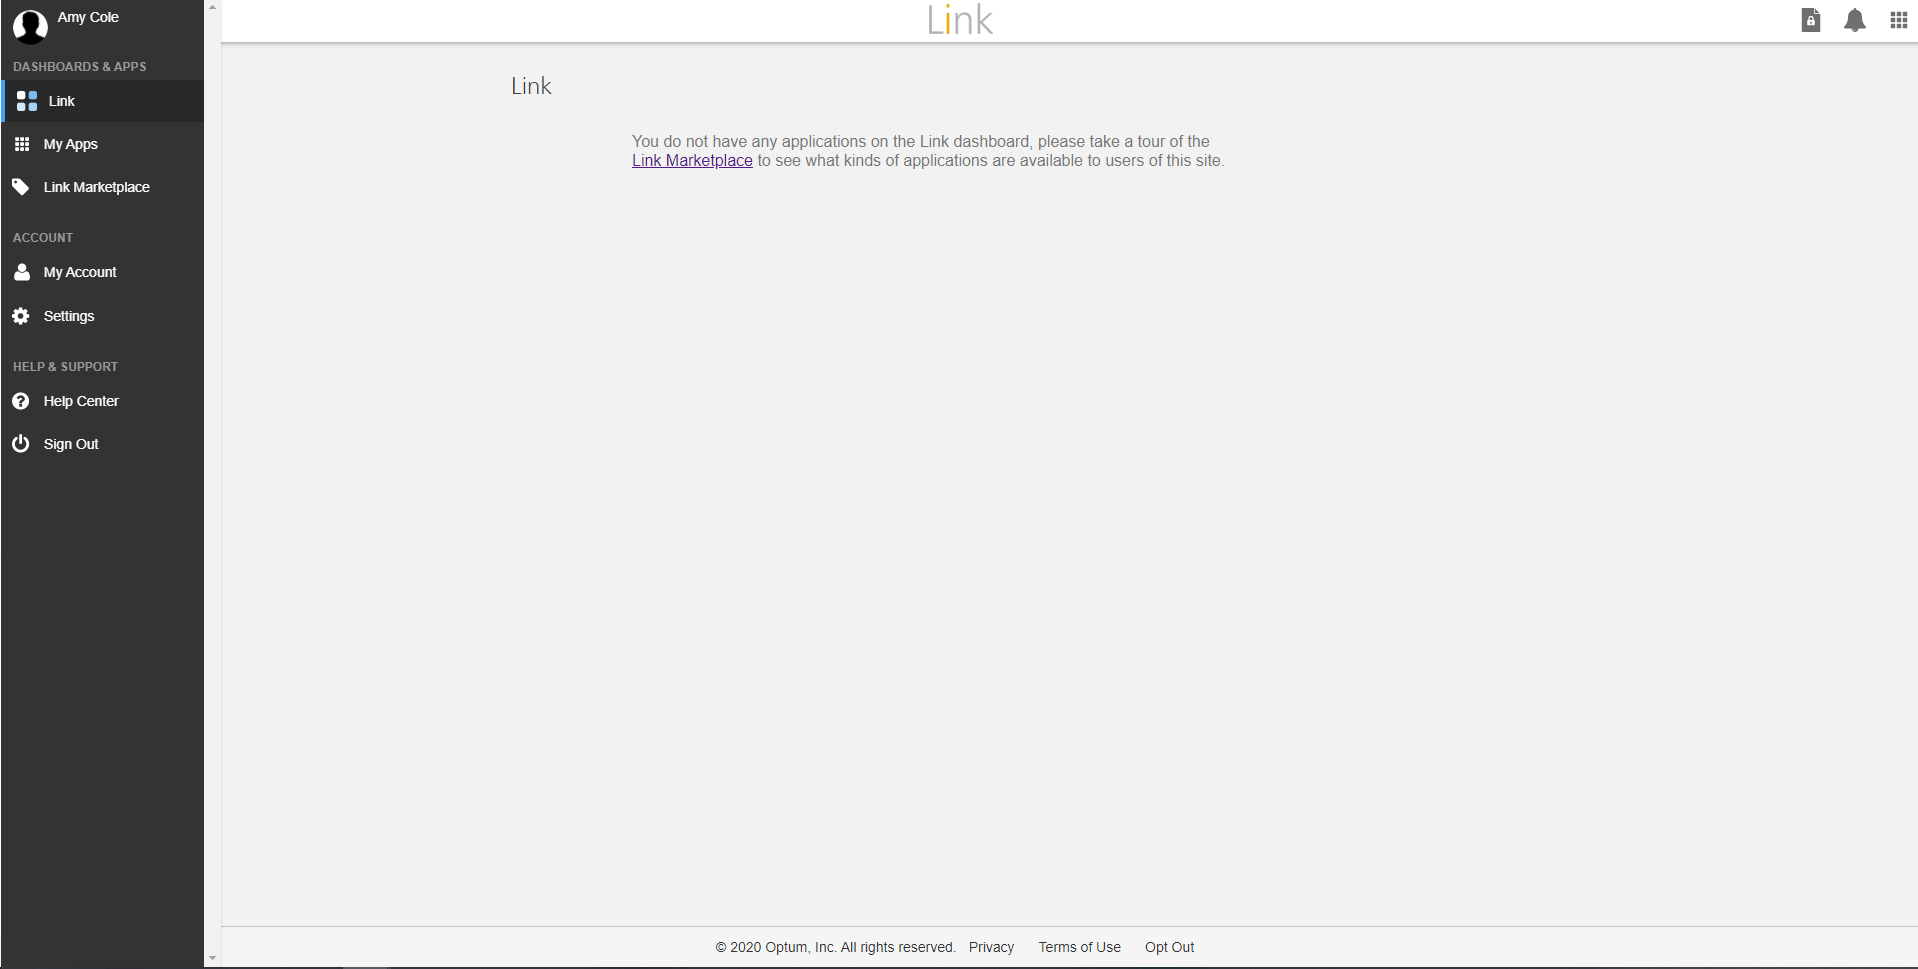 Amy Cole
DASHBOARDS & APPS
Link
My Apps
Link Marketplace
ACCOUNT
My Account
Settings
HELP & SUPPORT
Help Center
Sign Out
Link
Link
You do not have any applications on the Link dashboard, please take a tour of the
Link Marketplace to see what kinds of applications are available to users of this site.
© 2020 Optum, Inc. All rights reserved. Privacy Terms of Use Opt Out